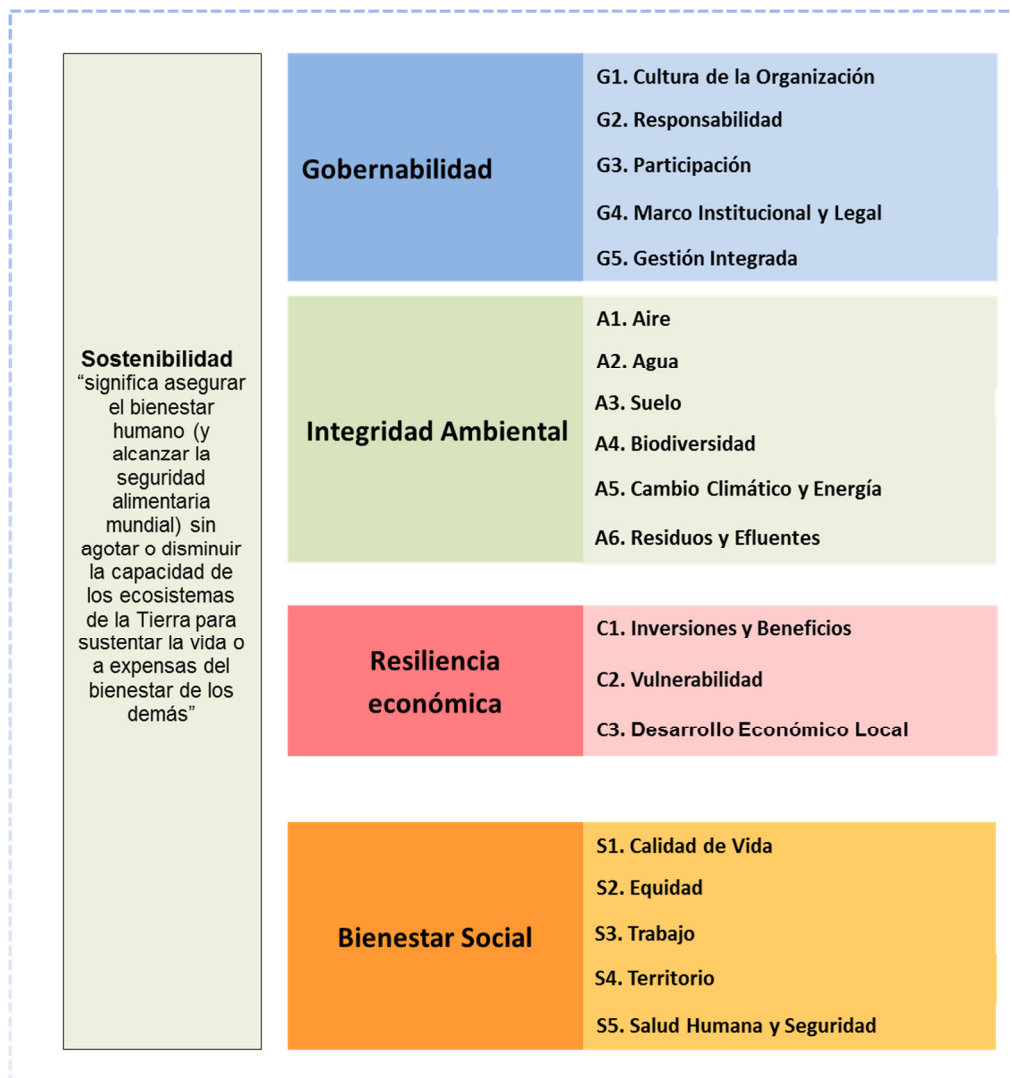 Sostenibilidad
“significa asegurar
el bienestar
humano (y
alcanzar la
seguridad
alimentaria
mundial) sin
agotar o disminuir
la capacidad de
los ecosistemas
de la Tierra para
sustentar la vida o
a expensas del
bienestar de los
demás”
Gobernabilidad
G1. Cultura de la Organización
G2. Responsabilidad
G3. Participación
G4. Marco Institucional y Legal
G5. Gestión Integrada
Integridad Ambiental
A1. Aire
A2. Agua
A3. Suelo
A4. Biodiversidad
A5. Cambio Climático y Energía
A6. Residuos y Efluentes
Resiliencia
económica
C1. Inversiones y Beneficios
C2. Vulnerabilidad
C3. Desarrollo Económico Local
Bienestar Social
S1. Calidad de Vida
S2. Equidad
S3. Trabajo
S4. Territorio
S5. Salud Humana y Seguridad